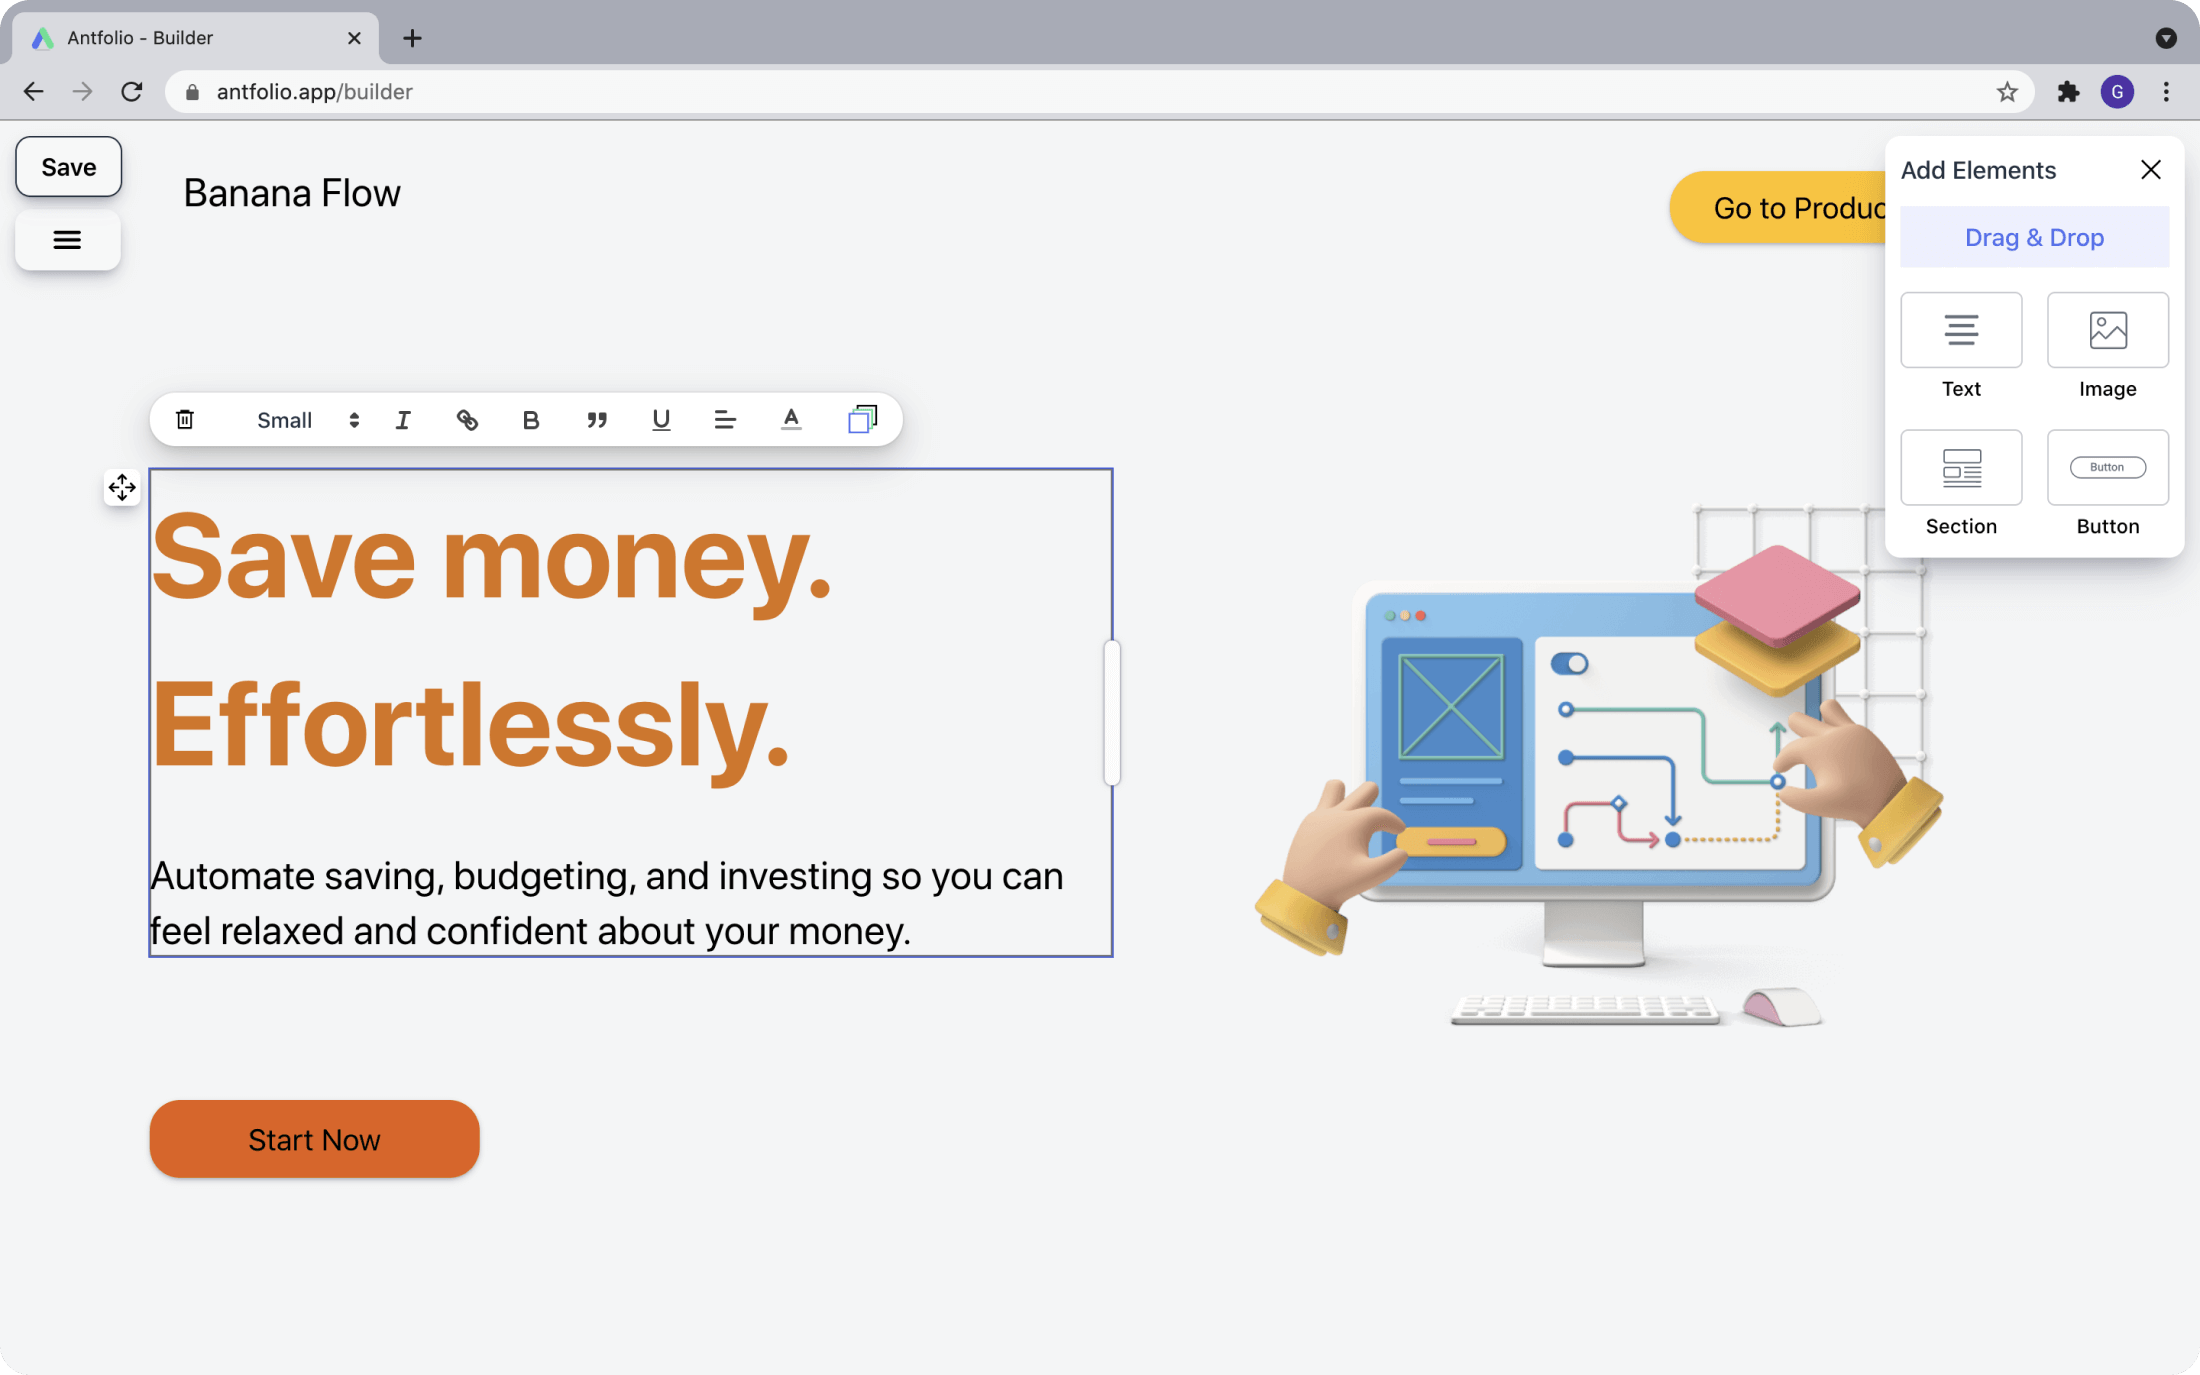 Antfolio - Builder
antfolio.app/builder
G
Save
Banana Flow
Go to Produc
Add Elements
Drag & Drop
Text
Image
Section
Button
Button
Small
I
B
U
A
Save money.
Effortlessly.
Automate saving, budgeting, and investing so you can
feel relaxed and confident about your money.
Start Now